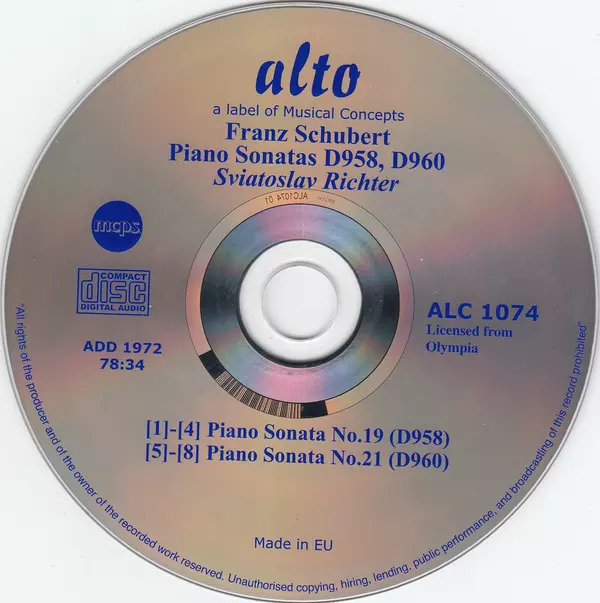 alto
a label of Musical Concepts
Franz Schubert
Piano Sonatas D958, D960
Sviatoslav Richter
ALC1074 01
mcps
COMPACT
disc
DIGITAL AUDIO
ADD 1972
78:34
ALC 1074
Licensed from
Olympia
[1]-[4] Piano Sonata No.19 (D958)
[5]-[8] Piano Sonata No.21 (D960)
Made in EU
"All rights of the producer and of the owner of the recorded work reserved. Unauthorised copying, hiring, lending, public performance, and broadcasting of this record prohibited"